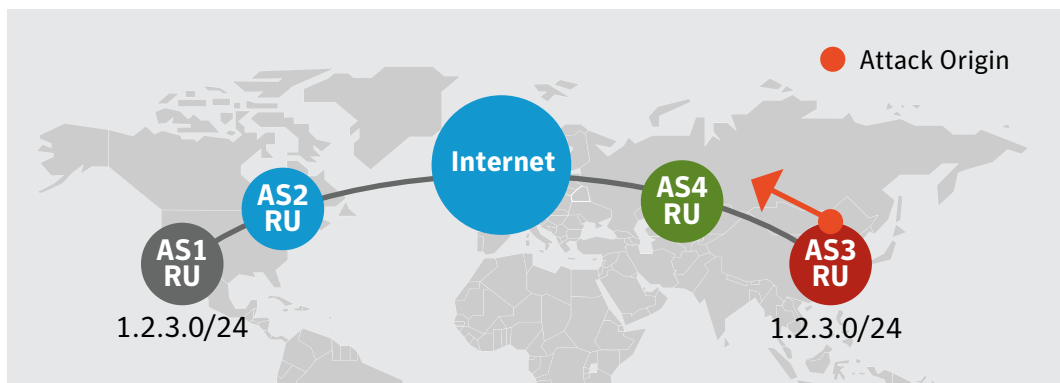 Attack Origin
Internet
AS2
RU
AS4
RU
AS1
RU
AS3
RU
1.2.3.0/24
1.2.3.0/24